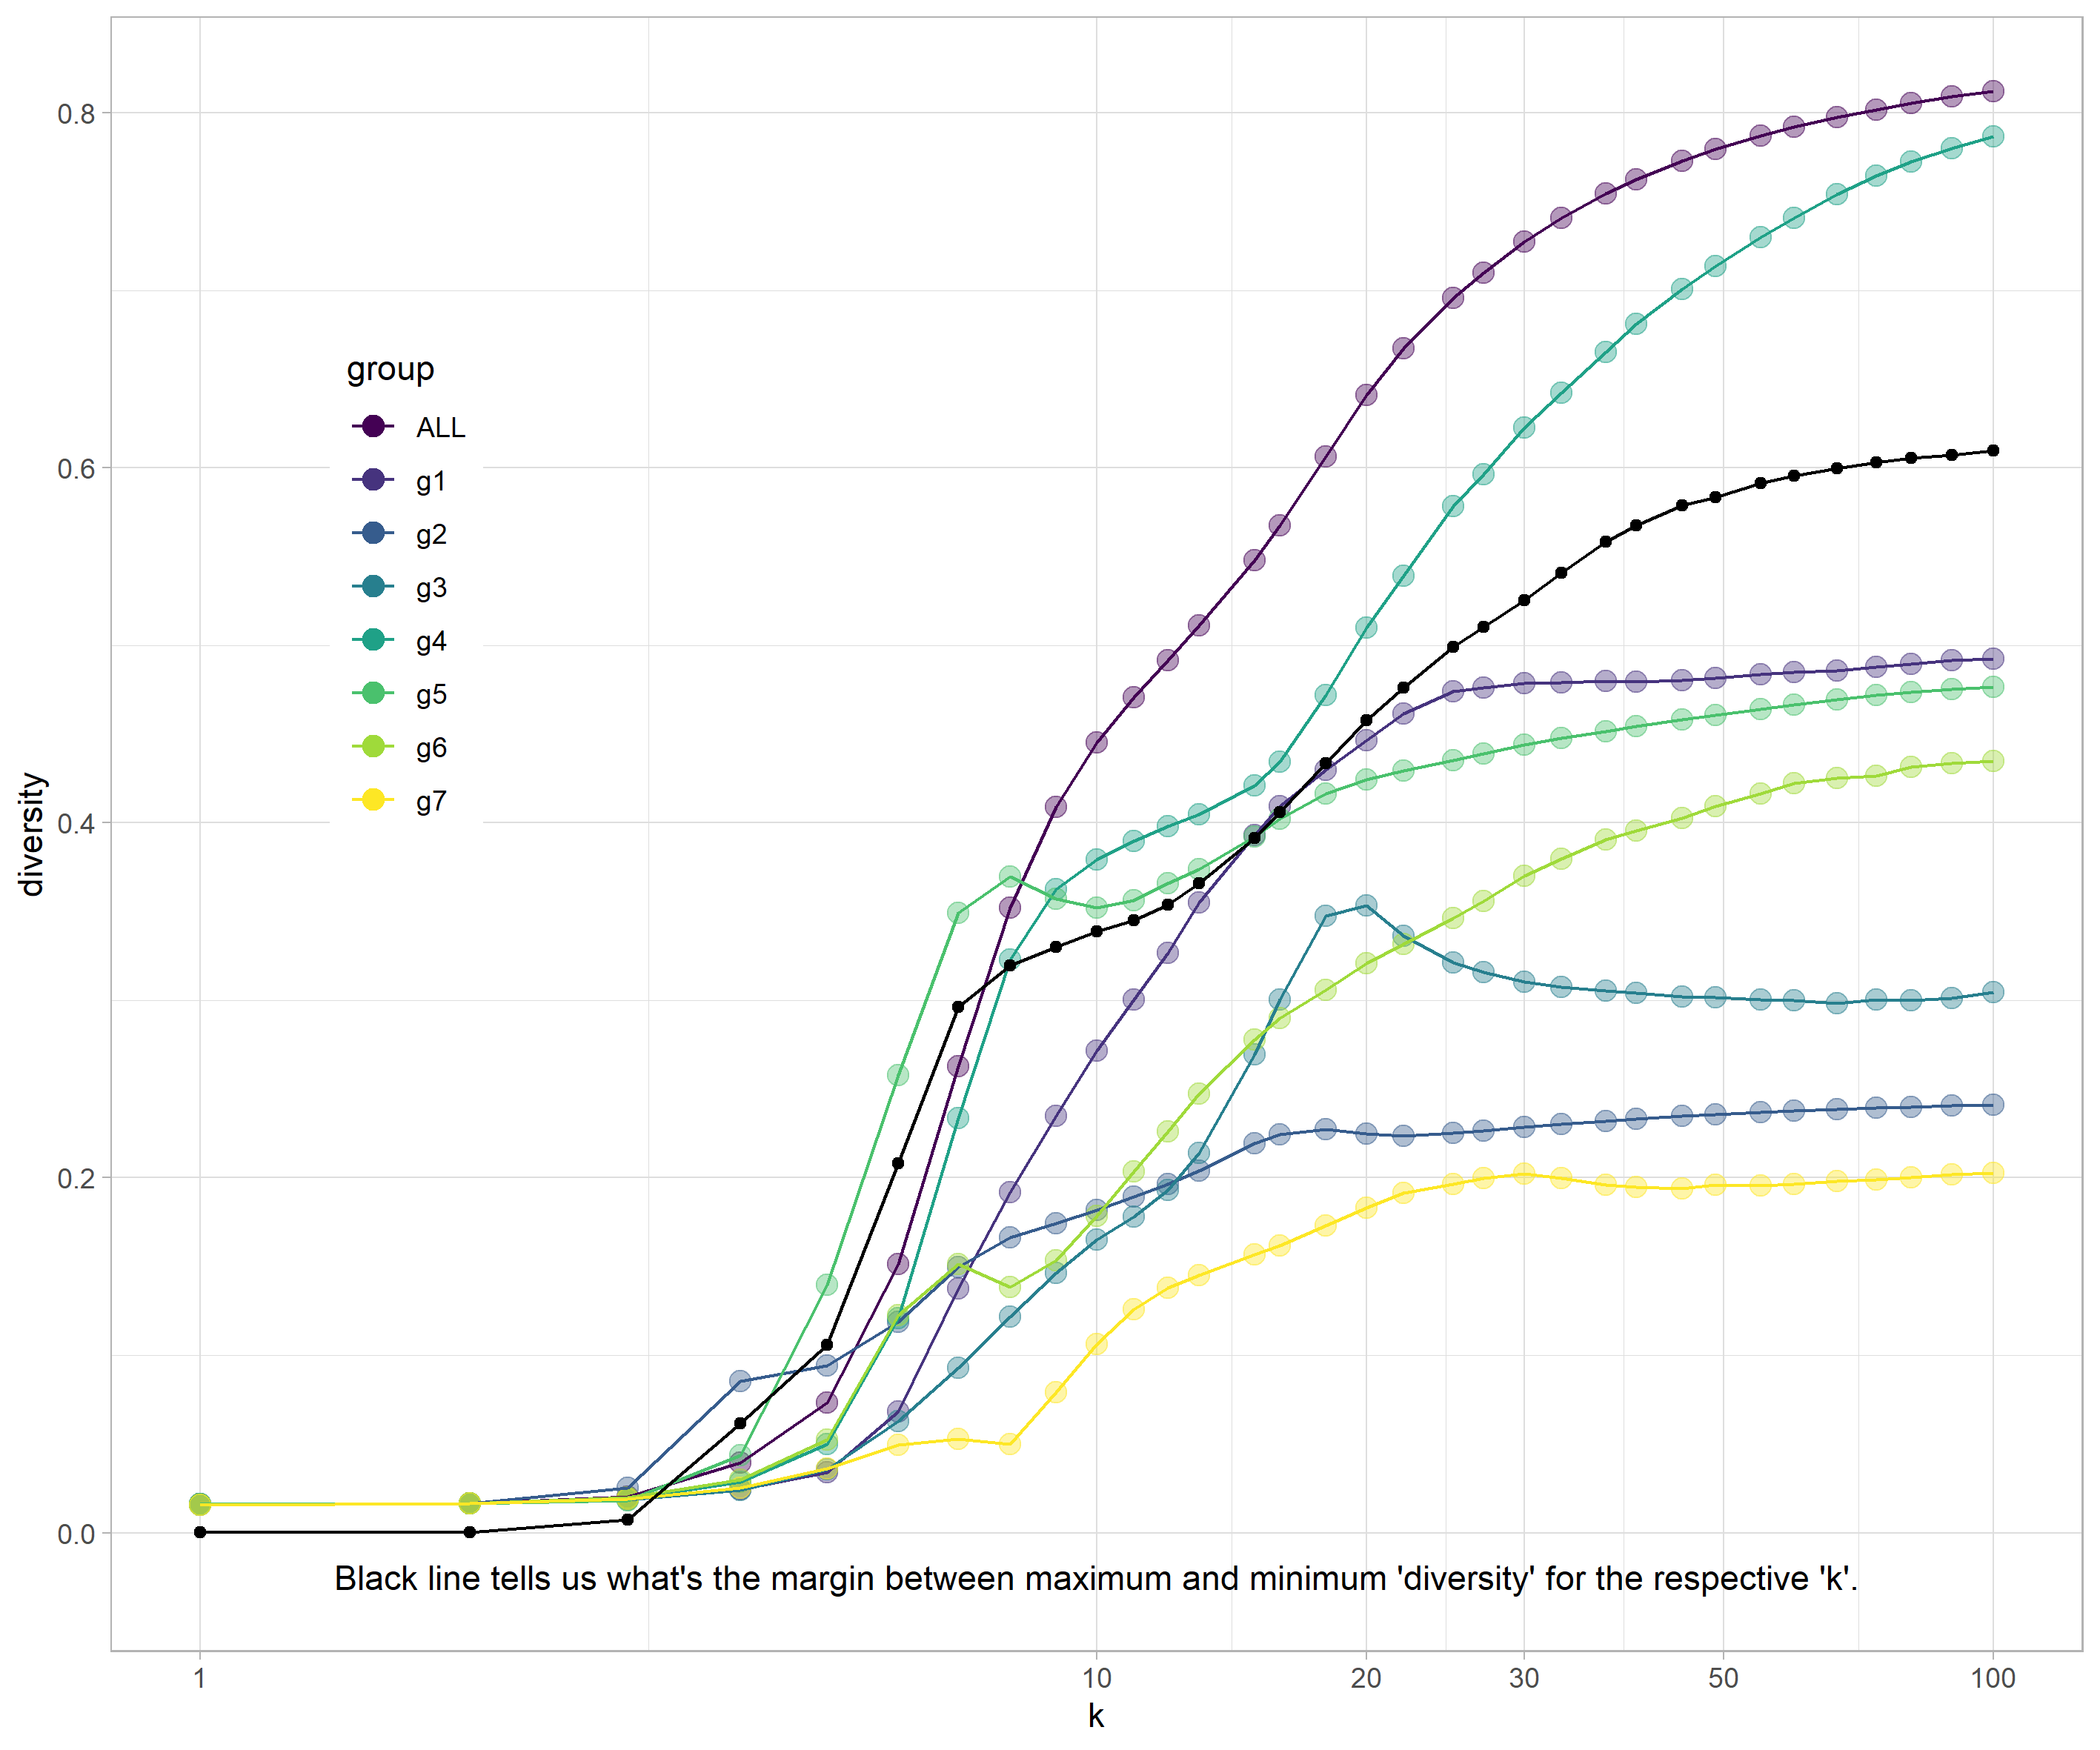 0.8
0.6
0.4
0.2
0.0
diversity
group
ALL
g1
g2
g3
g4
g5
g6
g7
Black line tells us what's the margin between maximum and minimum 'diversity' for the respective 'k'.
1 10 20 30 50 100
k